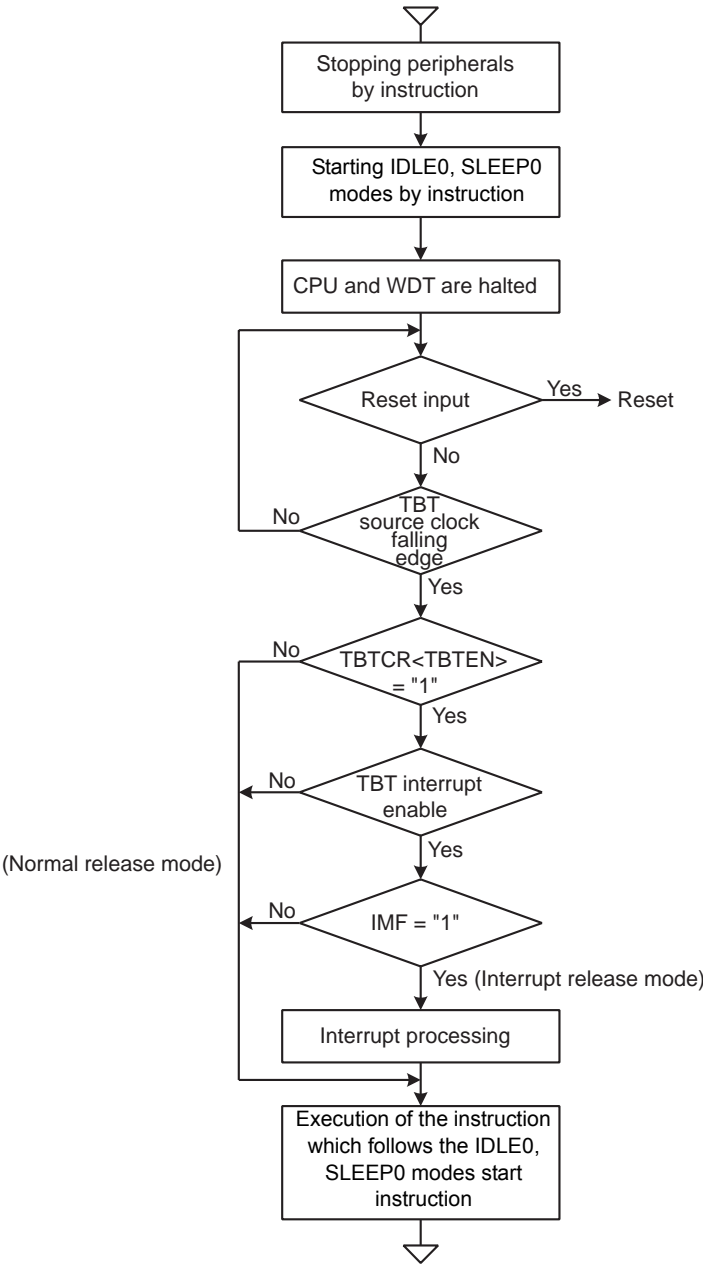 Stopping peripherals
by instruction
Starting IDLE0, SLEEP0
modes by instruction
CPU and WDT are halted
Reset input
Yes
Reset
No
No
TBT
source clock
falling
edge
Yes
No
TBTCR<TBTEN>
= "1"
Yes
No
TBT interrupt
enable
(Normal release mode)
Yes
No
IMF = "1"
Yes (Interrupt release mode)
Interrupt processing
Execution of the instruction
which follows the IDLE0,
SLEEP0 modes start
instruction